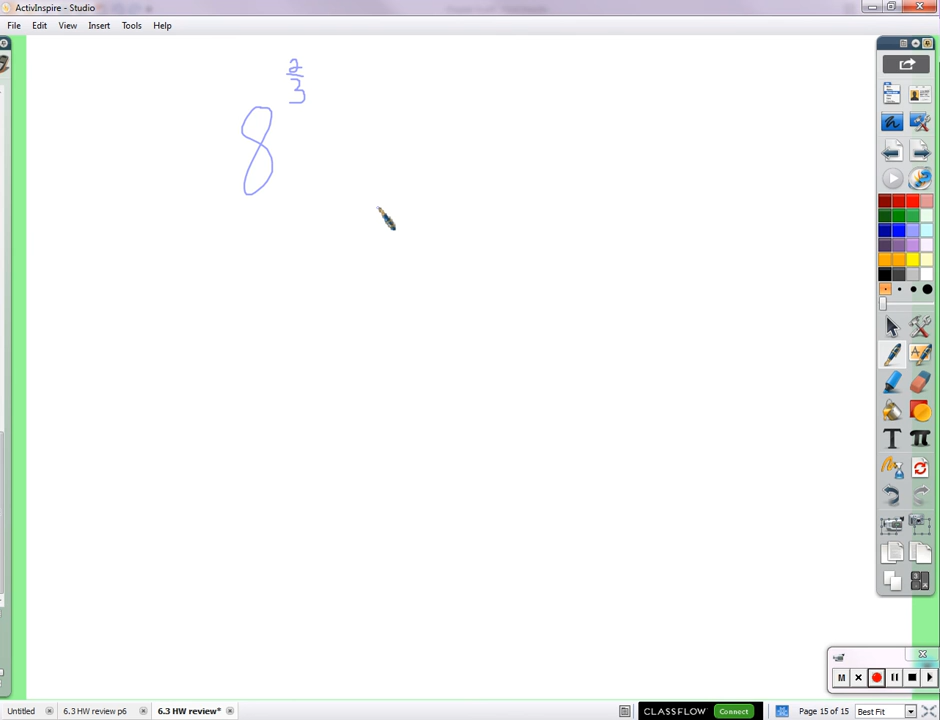 ActivInspire - Studio
File Edit View Insert Tools Help
2
3
8
M
Untitled 6.3 HW review p6 6.3 HW review* CLASSFLOW Connect Page 15 of 15 Best Fit